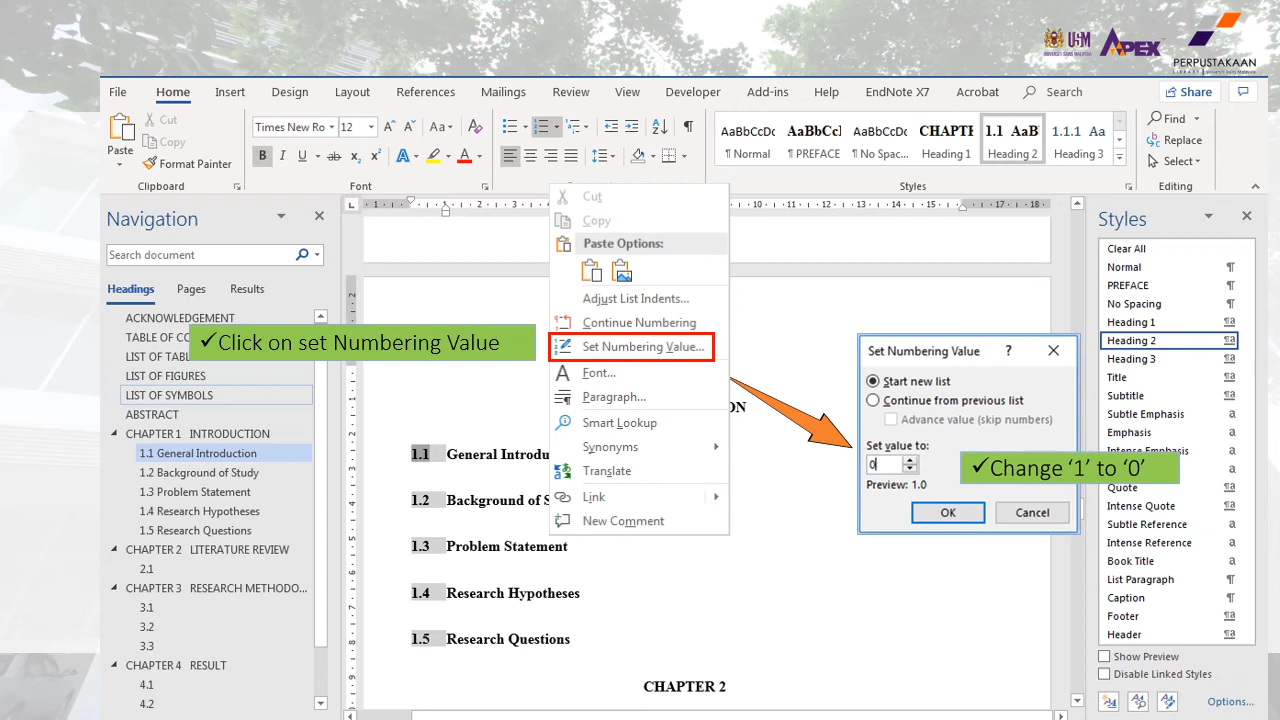 USM
UNIVERSITI SAINS MALAYSIA
APEX
PERPUSTAKAAN
File Home Insert Design Layout References Mailings Review View Developer Add-ins Help EndNote X7 Acrobat Search Share
Paste
Cut
Copy
Format Painter
Clipboard
Times New Ro 12
Font
AaBbCcDc AaBbCcI AaBbCcDc CHAPTE 1.1 AaB 1.1.1 Aa
¶ Normal ¶ PREFACE ¶ No Spac... Heading 1 Heading 2 Heading 3
Styles
Find
Replace
Select
Editing
Navigation
Search document
Headings Pages Results
ACKNOWLEDGEMENT
TABLE OF CO
LIST OF TABL
LIST OF FIGURES
LIST OF SYMBOLS
ABSTRACT
CHAPTER 1 INTRODUCTION
1.1 General Introduction
1.2 Background of Study
1.3 Problem Statement
1.4 Research Hypotheses
1.5 Research Questions
CHAPTER 2 LITERATURE REVIEW
2.1
CHAPTER 3 RESEARCH METHODO...
3.1
3.2
3.3
CHAPTER 4 RESULT
4.1
4.2
✓Click on set Numbering Value
Cut
Copy
Paste Options:
Adjust List Indents...
Continue Numbering
Set Numbering Value...
Font...
Paragraph...
Smart Lookup
Synonyms
Translate
Link
New Comment
ON
1.1 General Introdu
1.2 Background of S
1.3 Problem Statement
1.4 Research Hypotheses
1.5 Research Questions
CHAPTER 2
Set Numbering Value ?
Start new list
Continue from previous list
Advance value (skip numbers)
Set value to:
0
Preview: 1.0
OK Cancel
✓Change ‘1’ to ‘0’
Styles
Clear All
Normal
PREFACE
No Spacing
Heading 1
Heading 2
Heading 3
Title
Subtitle
Subtle Emphasis
Emphasis
Intense Emphasis
Quote
Intense Quote
Subtle Reference
Intense Reference
Book Title
List Paragraph
Caption
Footer
Header
Show Preview
Disable Linked Styles
Options...